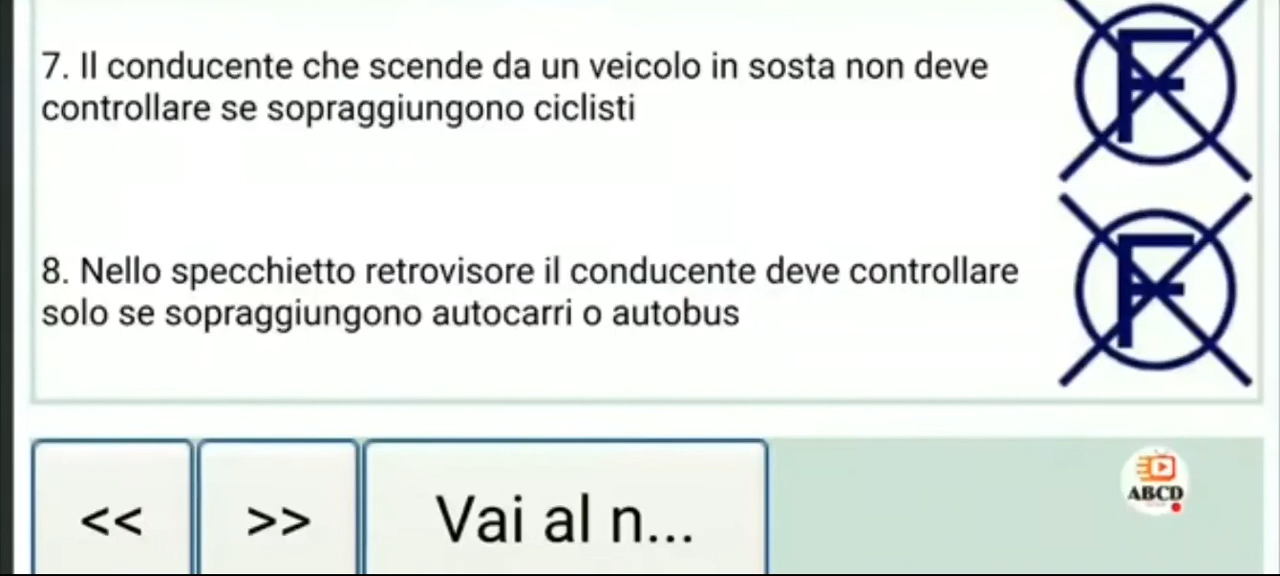 7. Il conducente che scende da un veicolo in sosta non deve
controllare se sopraggiungono ciclisti
F
8. Nello specchietto retrovisore il conducente deve controllare
solo se sopraggiungono autocarri o autobus
F
<< >> Vai al n...
ABCD